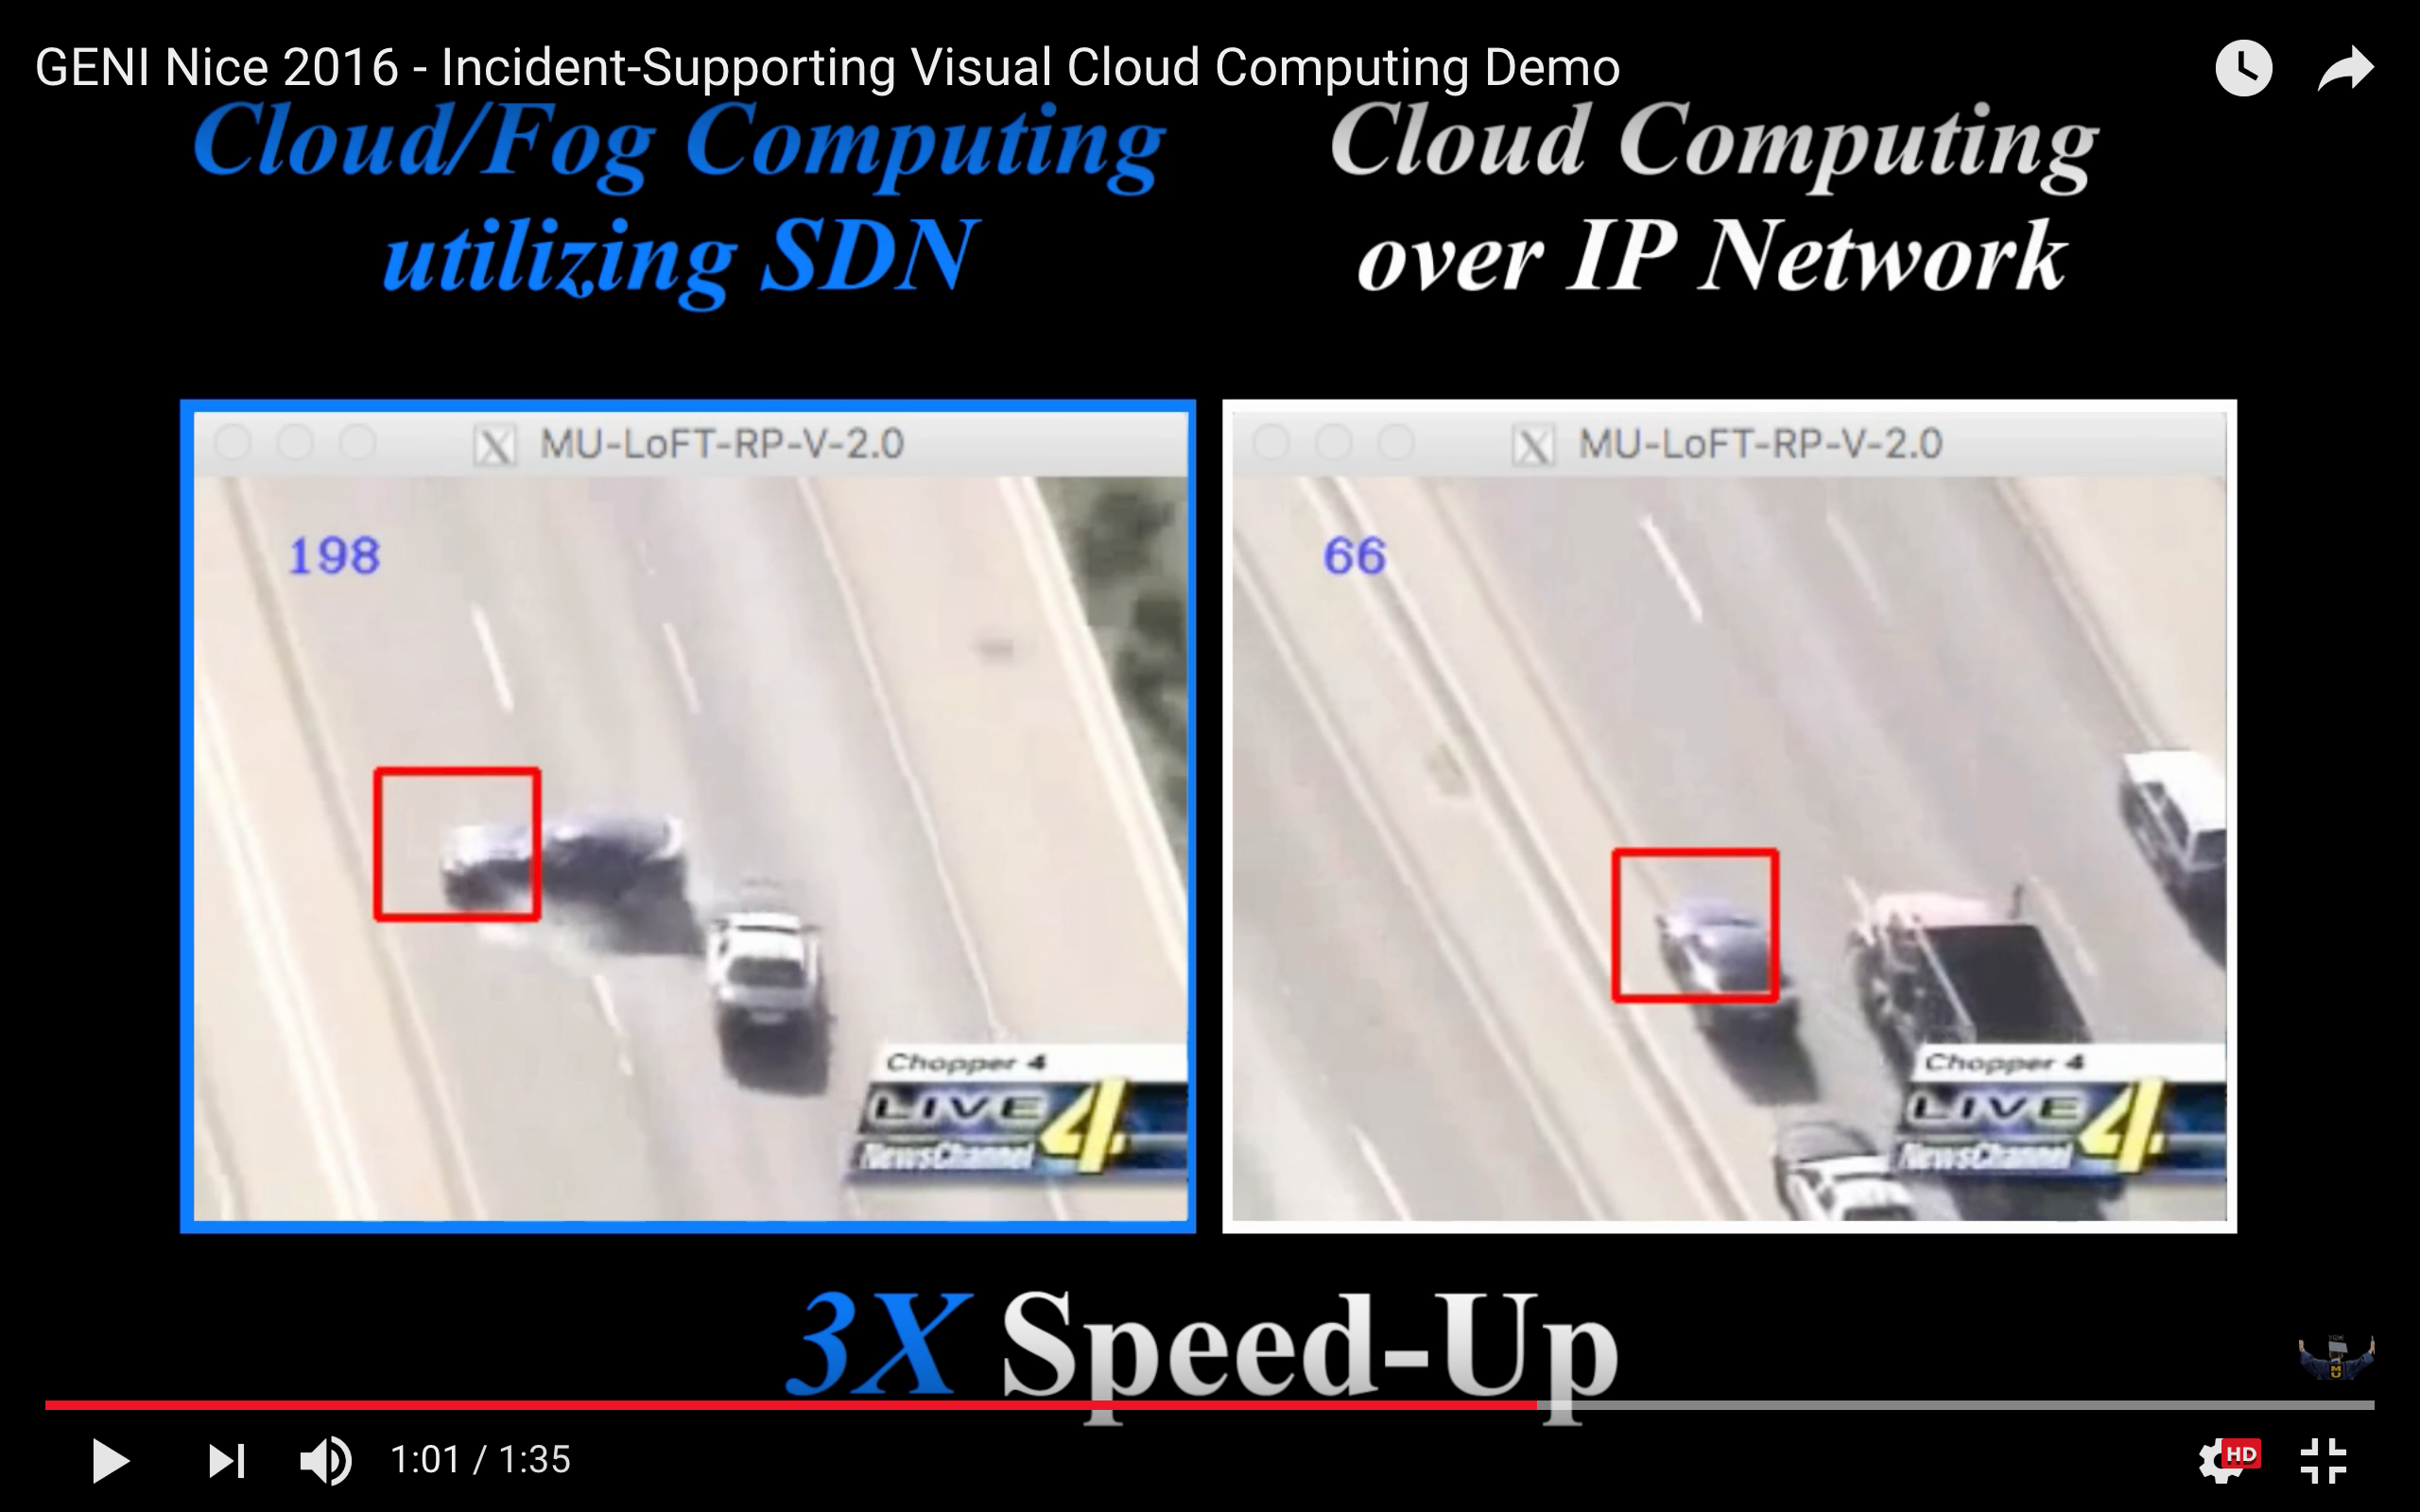 GENI Nice 2016 - Incident-Supporting Visual Cloud Computing Demo
Cloud/Fog Computing
utilizing SDN
Cloud Computing
over IP Network
X MU-LoFT-RP-V-2.0
198
Chopper 4
LIVE 4
NewsChannel
X MU-LoFT-RP-V-2.0
66
Chopper 4
LIVE 4
NewsChannel
3X Speed-Up
MU
1:01 / 1:35
HD